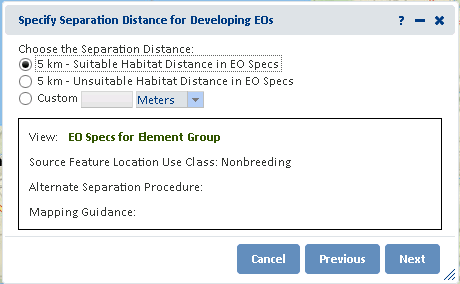 Specify Separation Distance for Developing EOs ? – ✖
Choose the Separation Distance:
5 km - Suitable Habitat Distance in EO Specs
5 km - Unsuitable Habitat Distance in EO Specs
Custom Meters
View: EO Specs for Element Group
Source Feature Location Use Class: Nonbreeding
Alternate Separation Procedure:
Mapping Guidance:
Cancel Previous Next